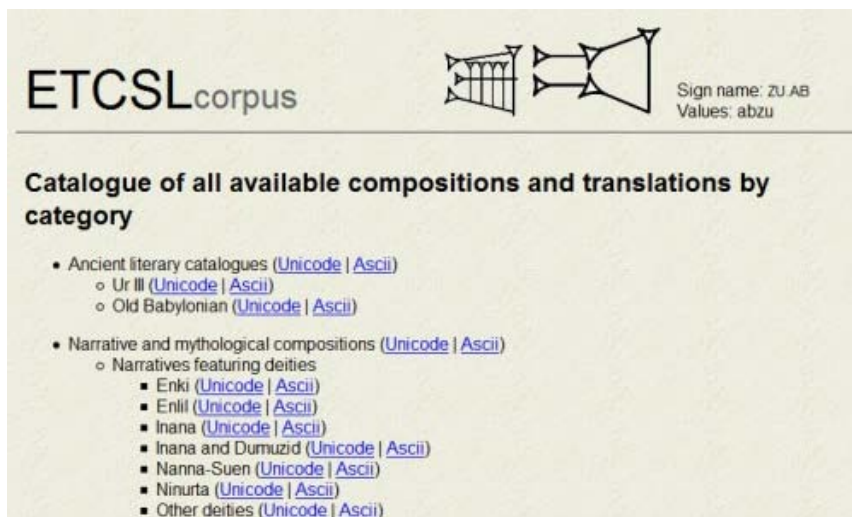 ETCSLcorpus
Sign name: ZU.AB
Values: abzu
Catalogue of all available compositions and translations by
category
• Ancient literary catalogues (Unicode | Ascii)
o Ur III (Unicode | Ascii)
o Old Babylonian (Unicode | Ascii)
• Narrative and mythological compositions (Unicode | Ascii)
o Narratives featuring deities
▪ Enki (Unicode | Ascii)
▪ Enlil (Unicode | Ascii)
▪ Inana (Unicode | Ascii)
▪ Inana and Dumuzid (Unicode | Ascii)
▪ Nanna-Suen (Unicode | Ascii)
▪ Ninurta (Unicode | Ascii)
▪ Other deities (Unicode | Ascii)